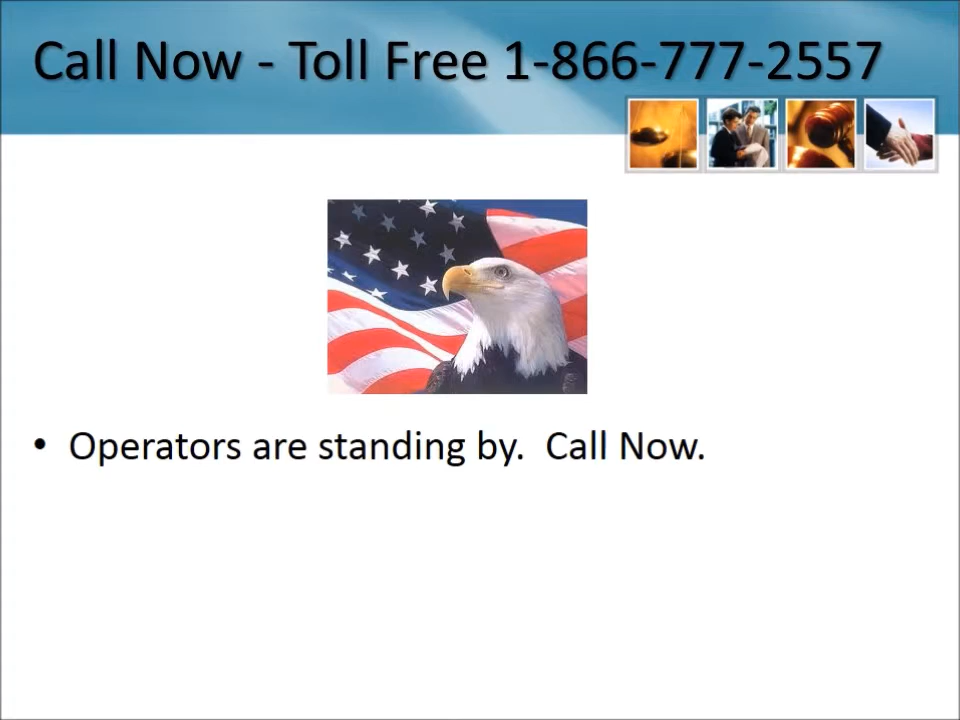 Call Now - Toll Free 1-866-777-2557
• Operators are standing by.  Call Now.